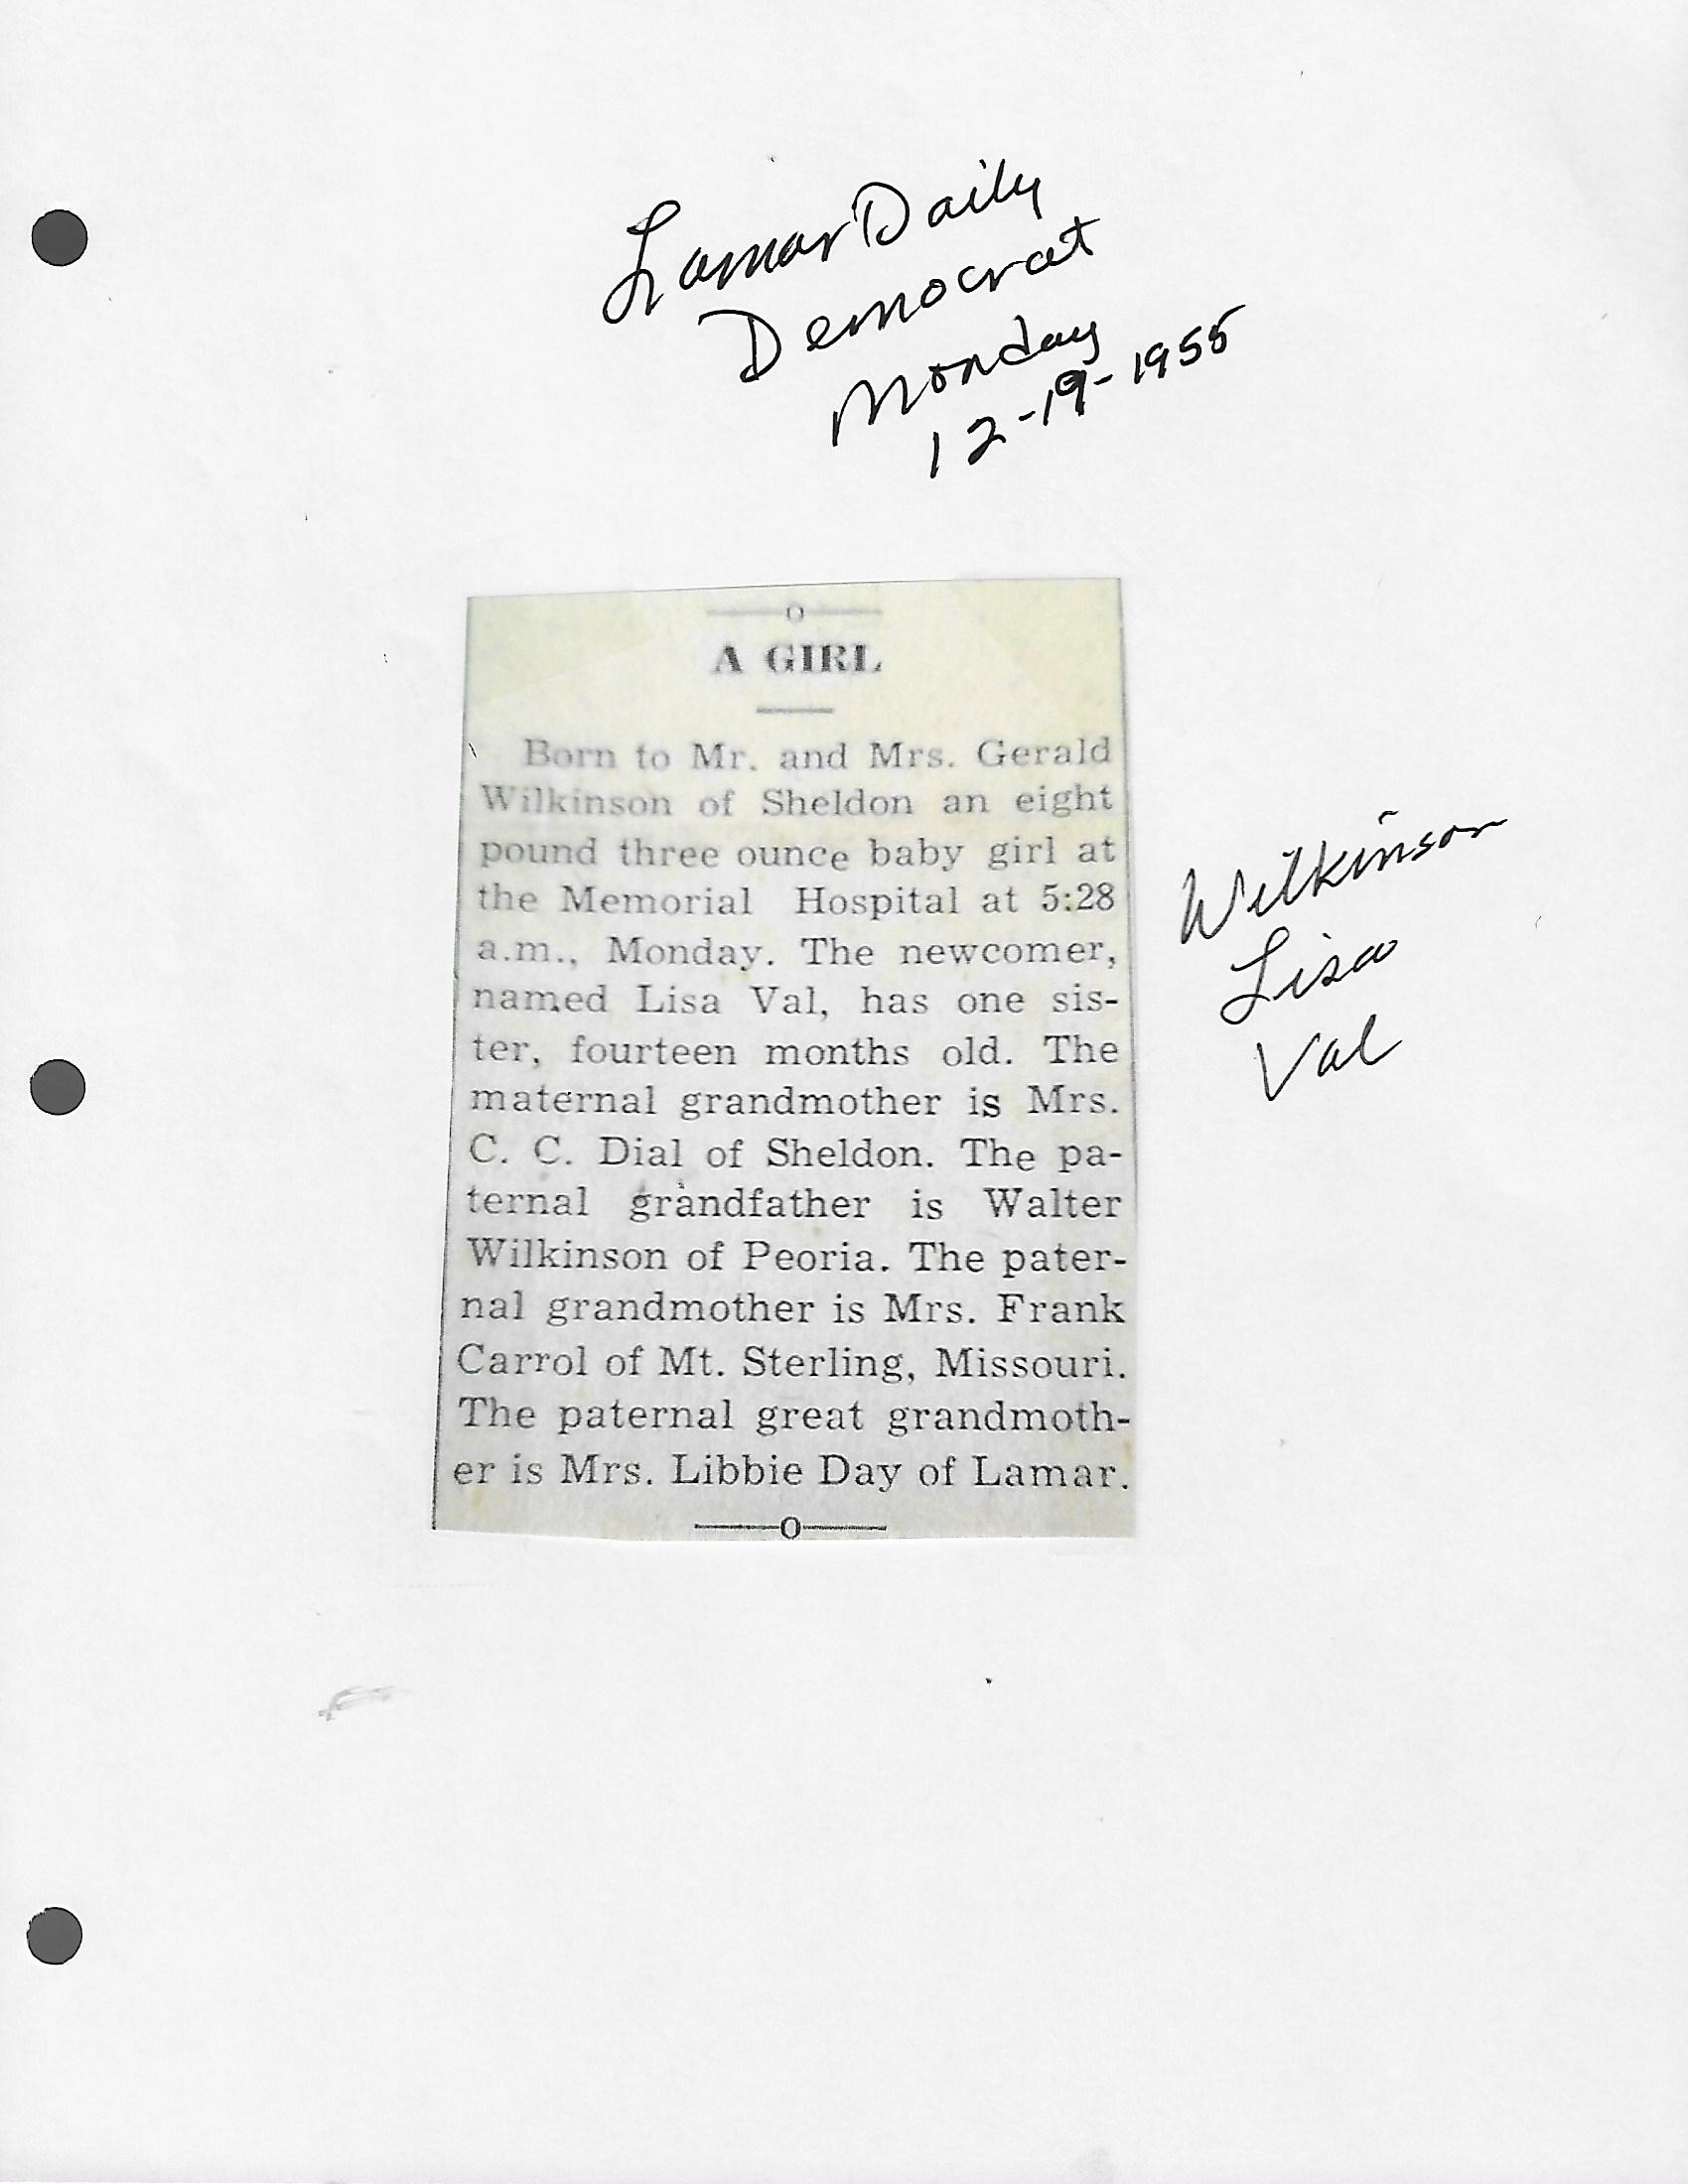 Lamar Daily
Democrat
Monday
12-19-1955
A GIRL
Born to Mr. and Mrs. Gerald
Wilkinson of Sheldon an eight
pound three ounce baby girl at
the Memorial Hospital at 5:28
a.m., Monday. The newcomer,
named Lisa Val, has one sis-
ter, fourteen months old. The
maternal grandmother is Mrs.
C. C. Dial of Sheldon. The pa-
ternal grandfather is Walter
Wilkinson of Peoria. The pater-
nal grandmother is Mrs. Frank
Carrol of Mt. Sterling, Missouri.
The paternal great grandmoth-
er is Mrs. Libbie Day of Lamar.
Wilkinson
Lisa
Val